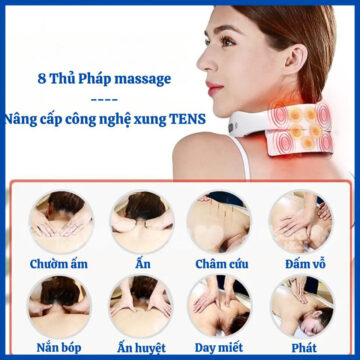 8 Thủ Pháp massage
----
Nâng cấp công nghệ xung TENS
Chườm ấm
Ấn
Châm cứu
Đấm vỗ
Nắn bóp
Ấn huyệt
Day miết
Phát